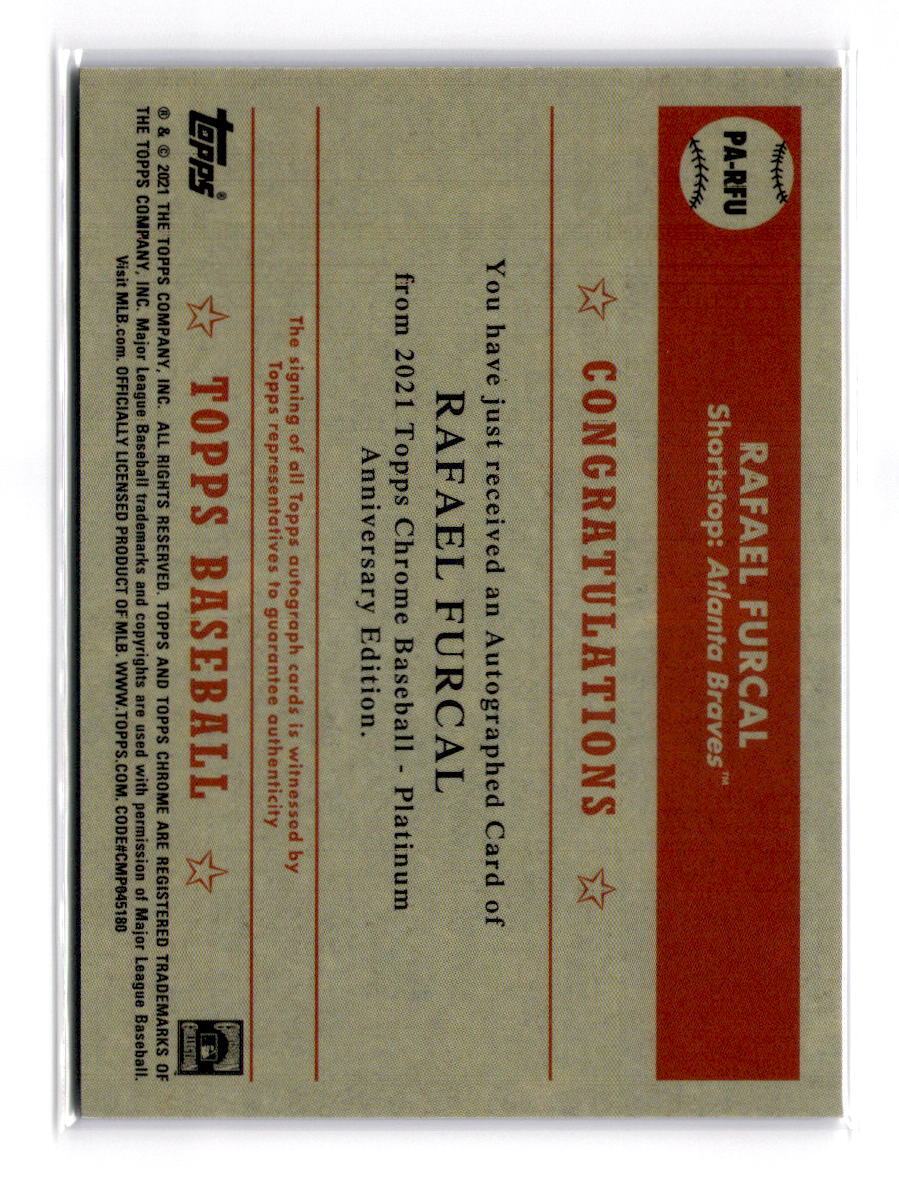 PA-RFU
RAFAEL FURCAL
Shortstop: Atlanta Braves™
CONGRATULATIONS
You have just received an Autographed Card of
RAFAEL FURCAL
from 2021 Topps Chrome Baseball - Platinum
Anniversary Edition.
The signing of all Topps autograph cards is witnessed by
Topps representatives to guarantee authenticity
TOPPS BASEBALL
topps®
® & © 2021 THE TOPPS COMPANY, INC. ALL RIGHTS RESERVED. TOPPS AND TOPPS CHROME ARE REGISTERED TRADEMARKS OF
THE TOPPS COMPANY, INC. Major League Baseball trademarks and copyrights are used with permission of Major League Baseball.
Visit MLB.com. OFFICIALLY LICENSED PRODUCT OF MLB. WWW.TOPPS.COM. CODE#CMP045180